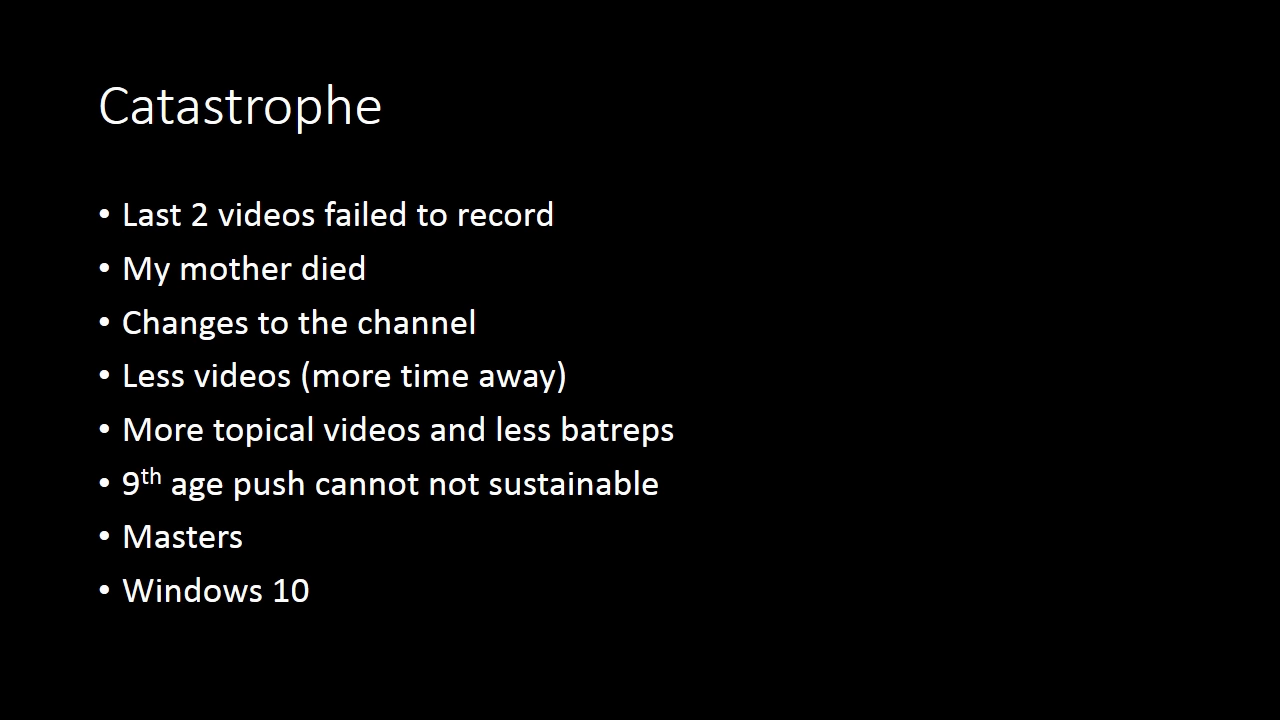 Catastrophe
• Last 2 videos failed to record
• My mother died
• Changes to the channel
• Less videos (more time away)
• More topical videos and less batreps
• 9th age push cannot not sustainable
• Masters
• Windows 10